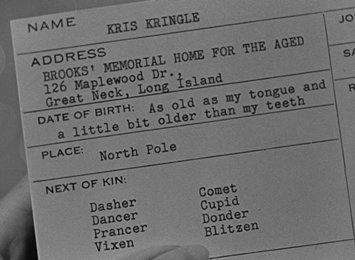 NAME KRIS KRINGLE
ADDRESS
BROOKS' MEMORIAL HOME FOR THE AGED
126 Maplewood Dr.,
Great Neck, Long Island
DATE OF BIRTH: As old as my tongue and
a little bit older than my teeth
PLACE: North Pole
NEXT OF KIN:
Dasher Comet
Dancer Cupid
Prancer Donder
Vixen Blitzen
JO
SA
R